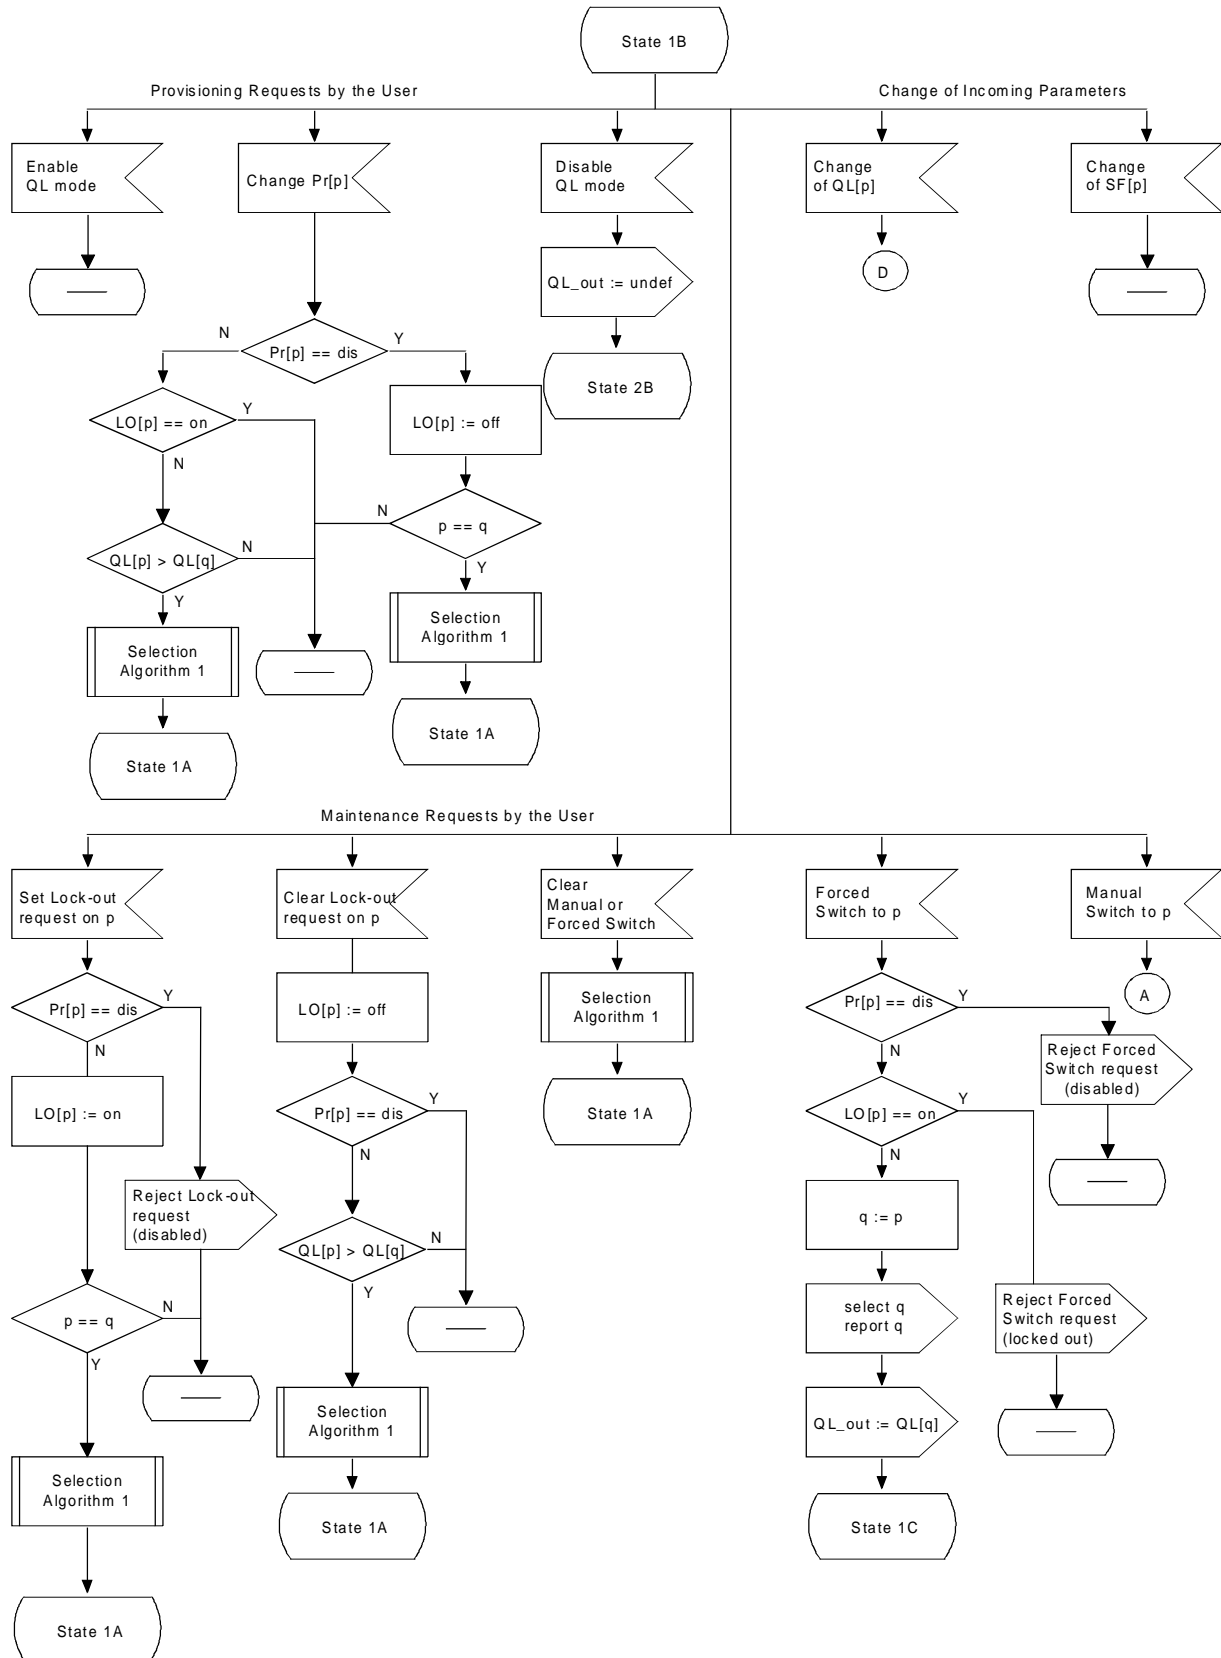 State 1B
Provisioning Requests by the User
Change of Incoming Parameters
Enable
QL mode
Change Pr[p]
Disable
QL mode
Change
of QL[p]
Change
of SF[p]
QL_out := undef
D
N
Pr[p] == dis
Y
State 2B
LO[p] == on
Y
LO[p] := off
N
N
p == q
QL[p] > QL[q]
N
Y
Y
Selection
Algorithm 1
Selection
Algorithm 1
State 1A
State 1A
Maintenance Requests by the User
Set Lock-out
request on p
Clear Lock-out
request on p
Clear
Manual or
Forced Switch
Forced
Switch to p
Manual
Switch to p
Pr[p] == dis
Y
N
LO[p] := off
Selection
Algorithm 1
Pr[p] == dis
Y
N
A
Reject Forced
Switch request
(disabled)
LO[p] := on
Pr[p] == dis
Y
N
State 1A
LO[p] == on
Y
N
Reject Lock-out
request
(disabled)
q := p
QL[p] > QL[q]
N
Y
p == q
N
Y
select q
report q
Reject Forced
Switch request
(locked out)
Selection
Algorithm 1
QL_out := QL[q]
Selection
Algorithm 1
State 1A
State 1C
State 1A